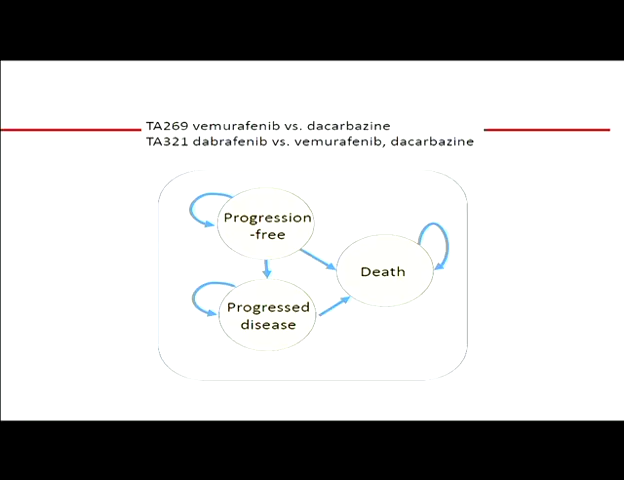 TA269 vemurafenib vs. dacarbazine
TA321 dabrafenib vs. vemurafenib, dacarbazine
Progression
-free
Death
Progressed
disease